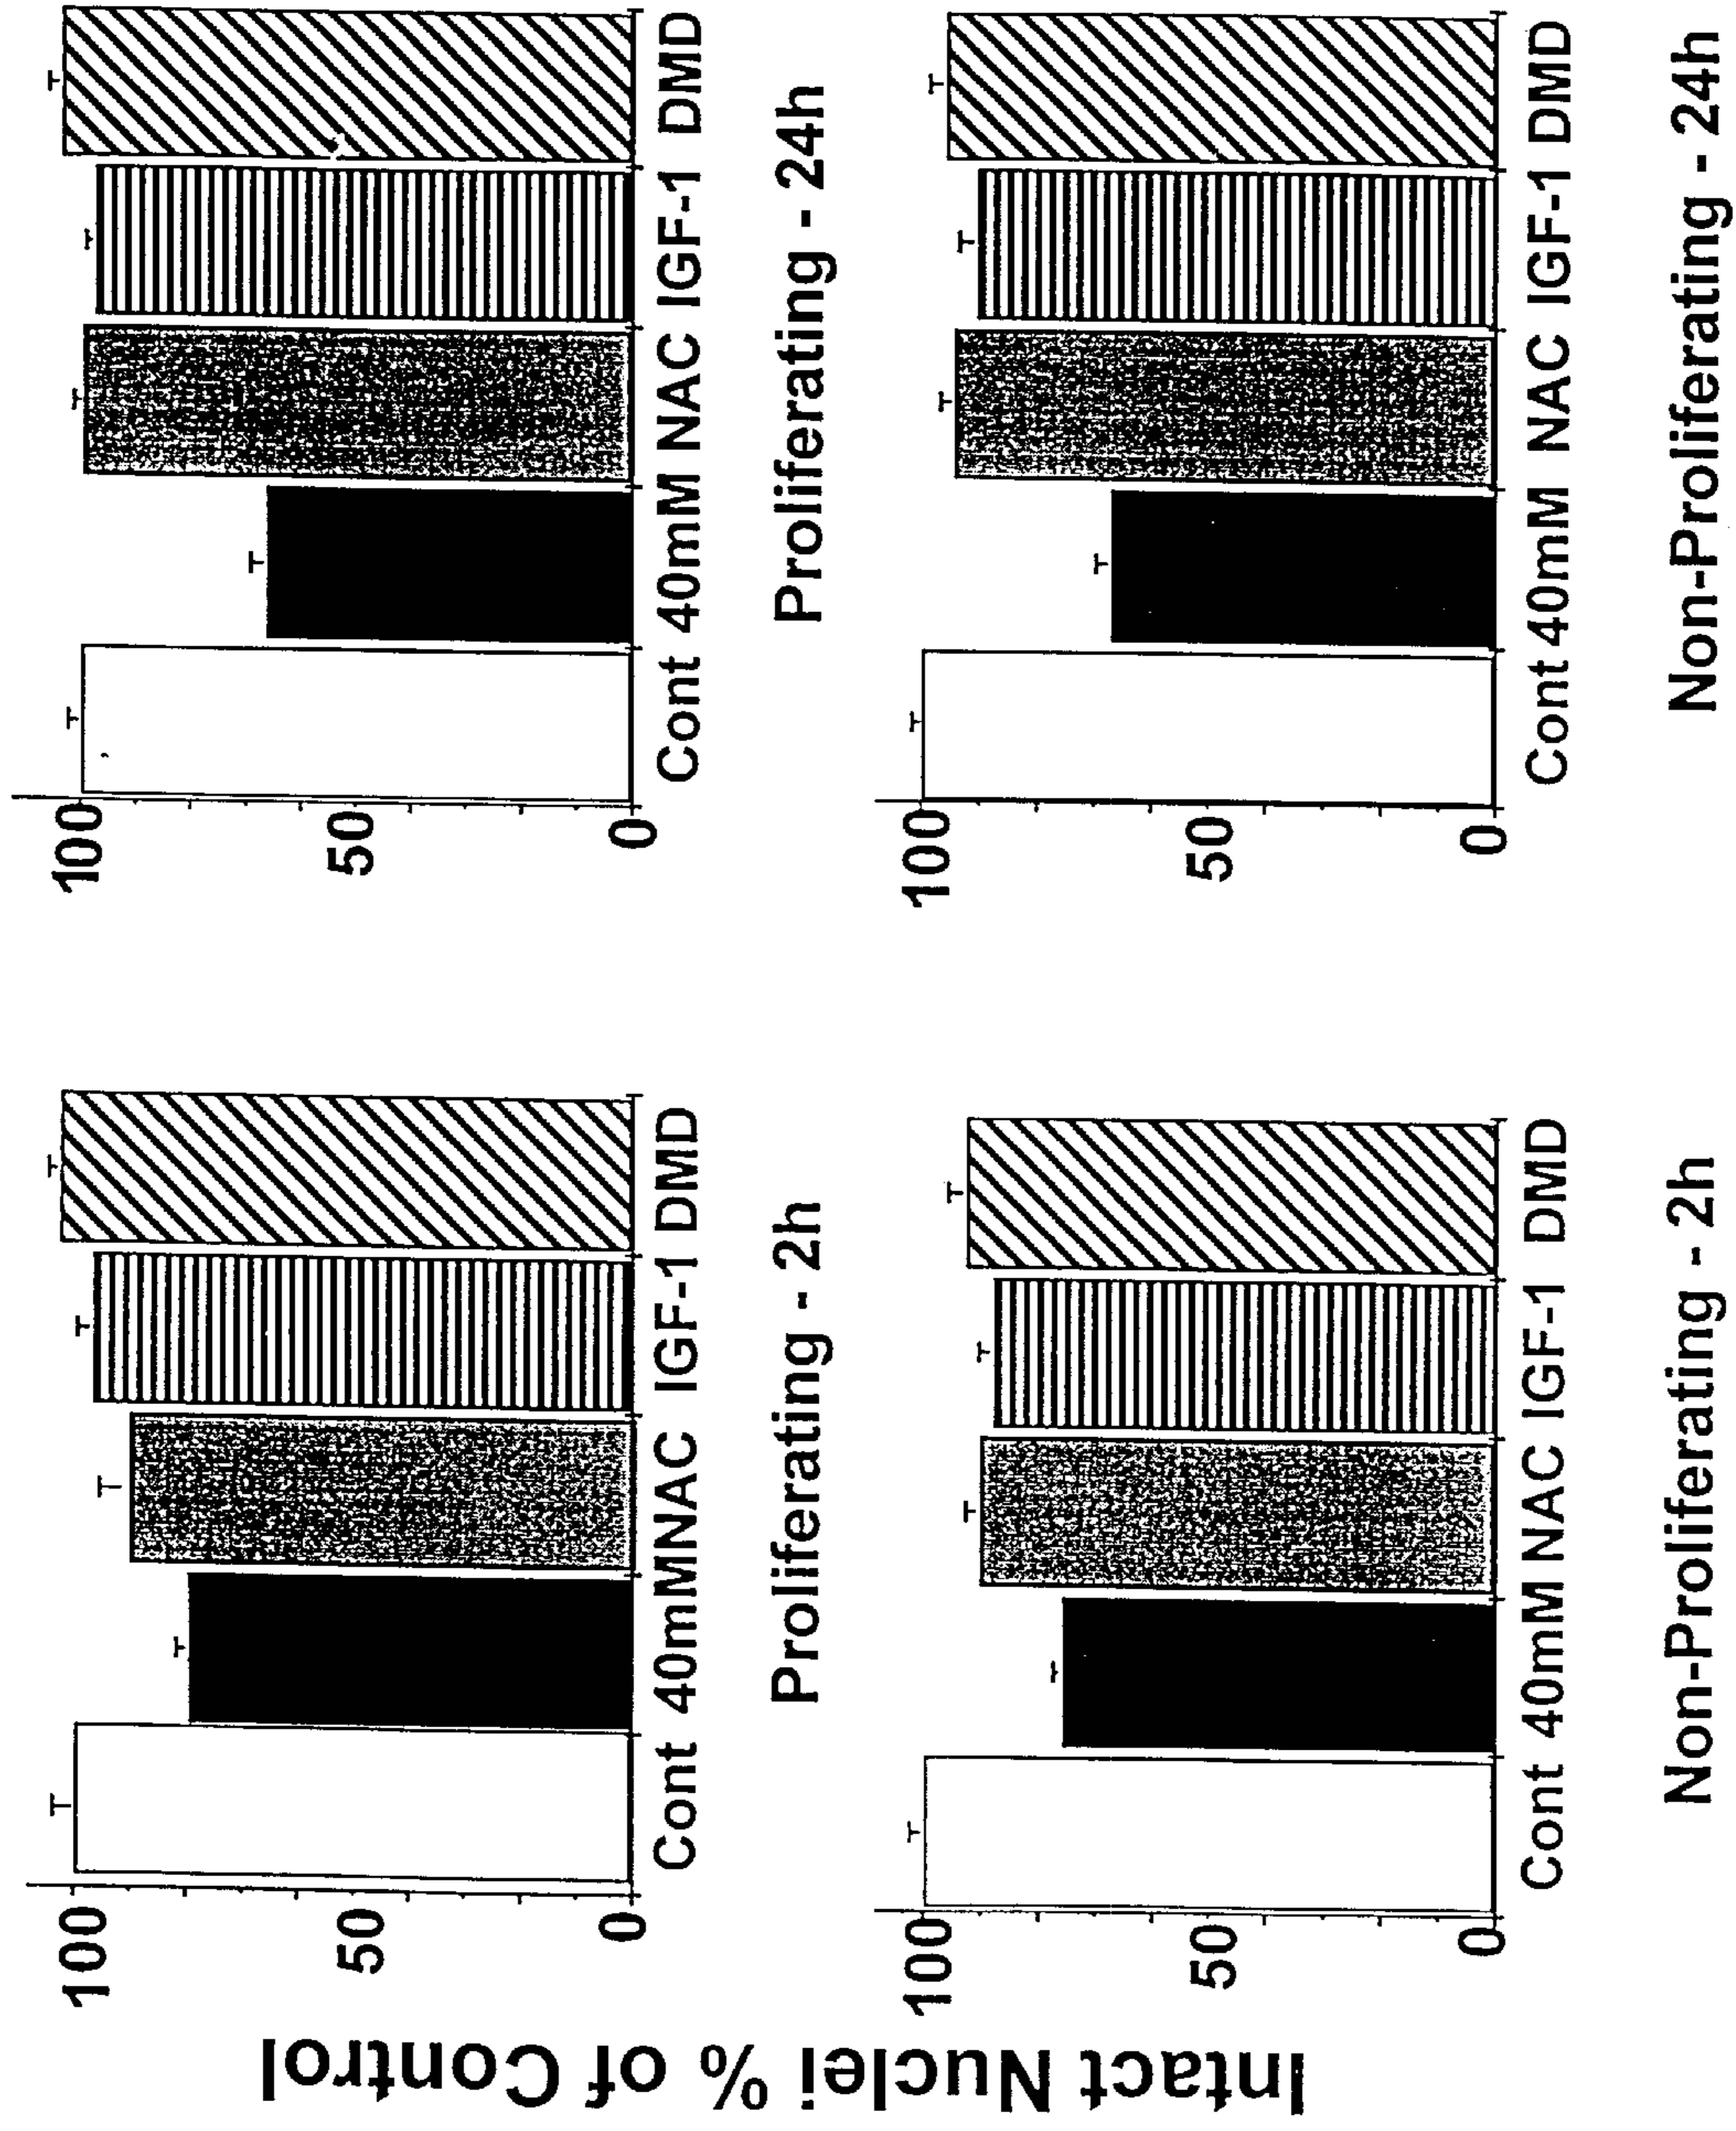 Intact Nuclei % of Control
100
50
0
Cont 40mMNAC IGF-1 DMD
Proliferating - 2h
100
50
0
Cont 40mM NAC IGF-1 DMD
Proliferating - 24h
100
50
0
Cont 40mM NAC IGF-1 DMD
Non-Proliferating - 2h
100
50
0
Cont 40mM NAC IGF-1 DMD
Non-Proliferating - 24h